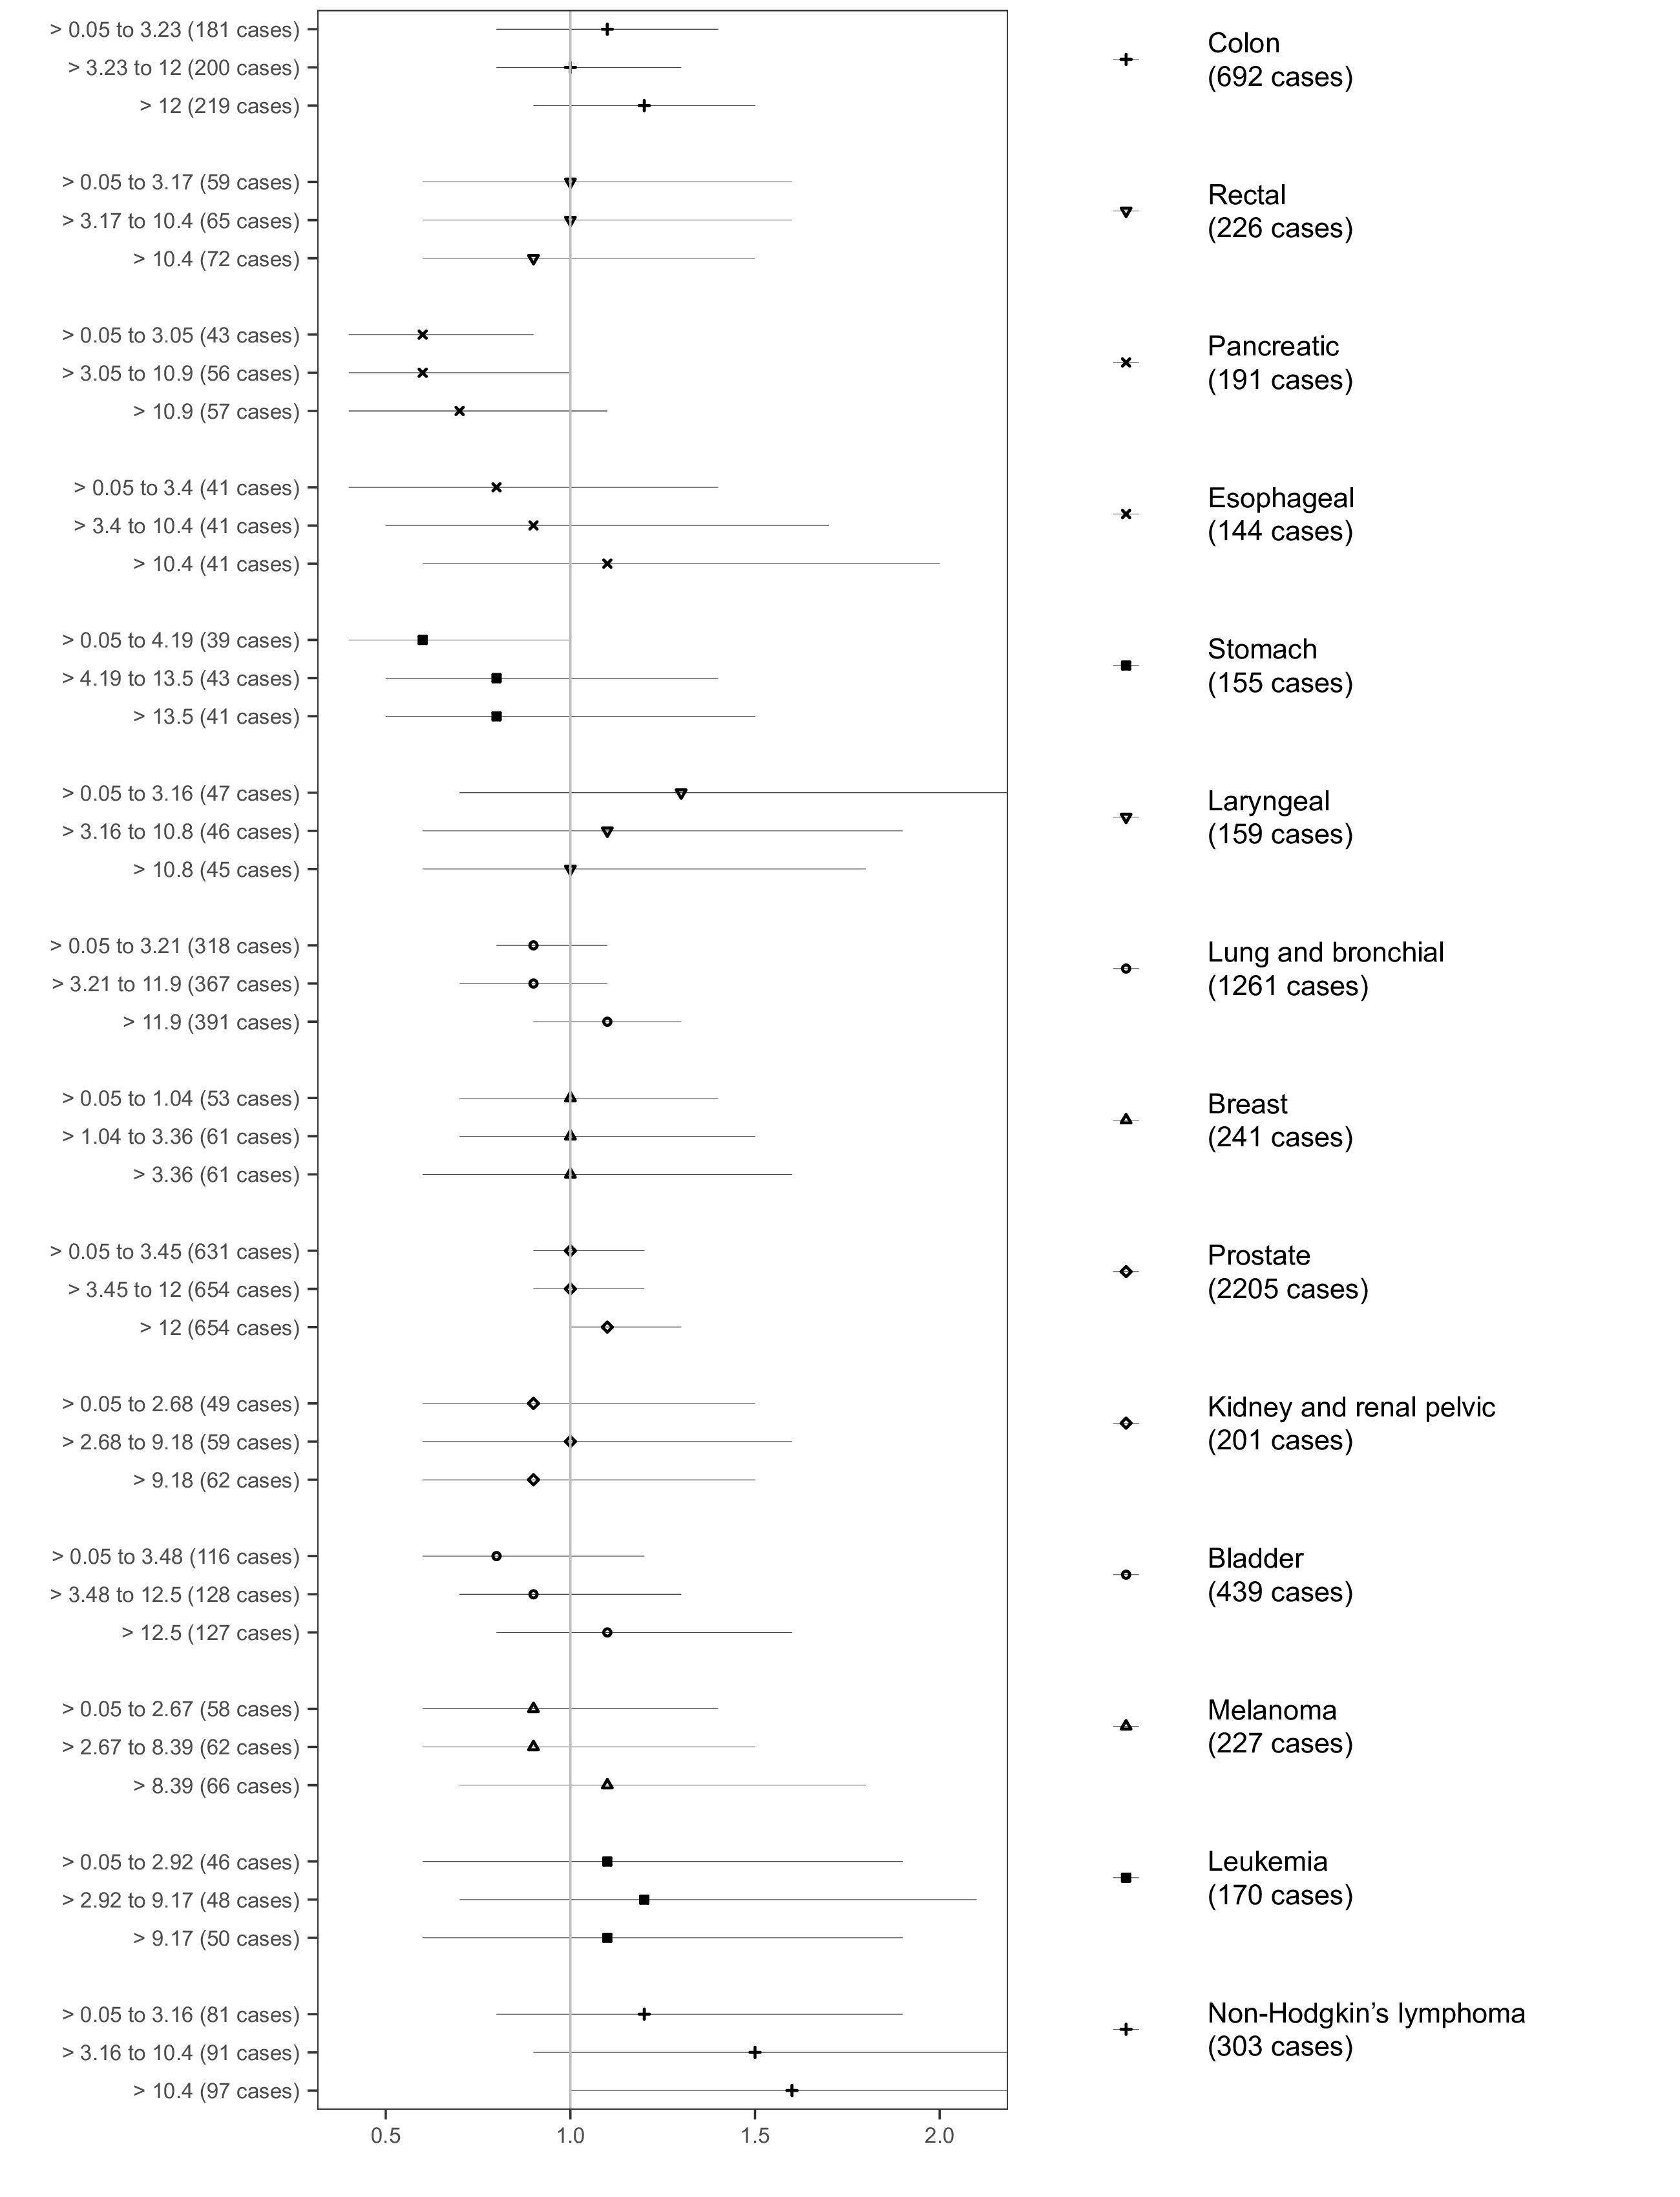 > 0.05 to 3.23 (181 cases)
> 3.23 to 12 (200 cases)
> 12 (219 cases)
Colon
(692 cases)
> 0.05 to 3.17 (59 cases)
> 3.17 to 10.4 (65 cases)
> 10.4 (72 cases)
Rectal
(226 cases)
> 0.05 to 3.05 (43 cases)
> 3.05 to 10.9 (56 cases)
> 10.9 (57 cases)
Pancreatic
(191 cases)
> 0.05 to 3.4 (41 cases)
> 3.4 to 10.4 (41 cases)
> 10.4 (41 cases)
Esophageal
(144 cases)
> 0.05 to 4.19 (39 cases)
> 4.19 to 13.5 (43 cases)
> 13.5 (41 cases)
Stomach
(155 cases)
> 0.05 to 3.16 (47 cases)
> 3.16 to 10.8 (46 cases)
> 10.8 (45 cases)
Laryngeal
(159 cases)
> 0.05 to 3.21 (318 cases)
> 3.21 to 11.9 (367 cases)
> 11.9 (391 cases)
Lung and bronchial
(1261 cases)
> 0.05 to 1.04 (53 cases)
> 1.04 to 3.36 (61 cases)
> 3.36 (61 cases)
Breast
(241 cases)
> 0.05 to 3.45 (631 cases)
> 3.45 to 12 (654 cases)
> 12 (654 cases)
Prostate
(2205 cases)
> 0.05 to 2.68 (49 cases)
> 2.68 to 9.18 (59 cases)
> 9.18 (62 cases)
Kidney and renal pelvic
(201 cases)
> 0.05 to 3.48 (116 cases)
> 3.48 to 12.5 (128 cases)
> 12.5 (127 cases)
Bladder
(439 cases)
> 0.05 to 2.67 (58 cases)
> 2.67 to 8.39 (62 cases)
> 8.39 (66 cases)
Melanoma
(227 cases)
> 0.05 to 2.92 (46 cases)
> 2.92 to 9.17 (48 cases)
> 9.17 (50 cases)
Leukemia
(170 cases)
> 0.05 to 3.16 (81 cases)
> 3.16 to 10.4 (91 cases)
> 10.4 (97 cases)
Non-Hodgkin’s lymphoma
(303 cases)
0.5 1.0 1.5 2.0